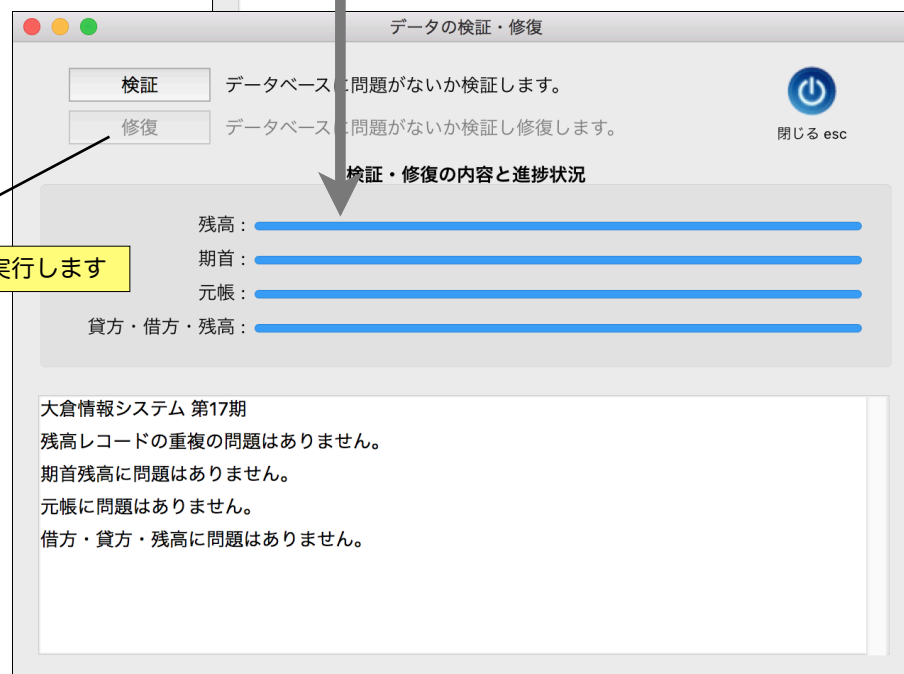 データの検証・修復
検証
データベースに問題がないか検証します。
修復
データベースに問題がないか検証し修復します。
閉じる esc
検証・修復の内容と進捗状況
残高：
期首：
実行します
元帳：
貸方・借方・残高：
大倉情報システム 第17期
残高レコードの重複の問題はありません。
期首残高に問題はありません。
元帳に問題はありません。
借方・貸方・残高に問題はありません。